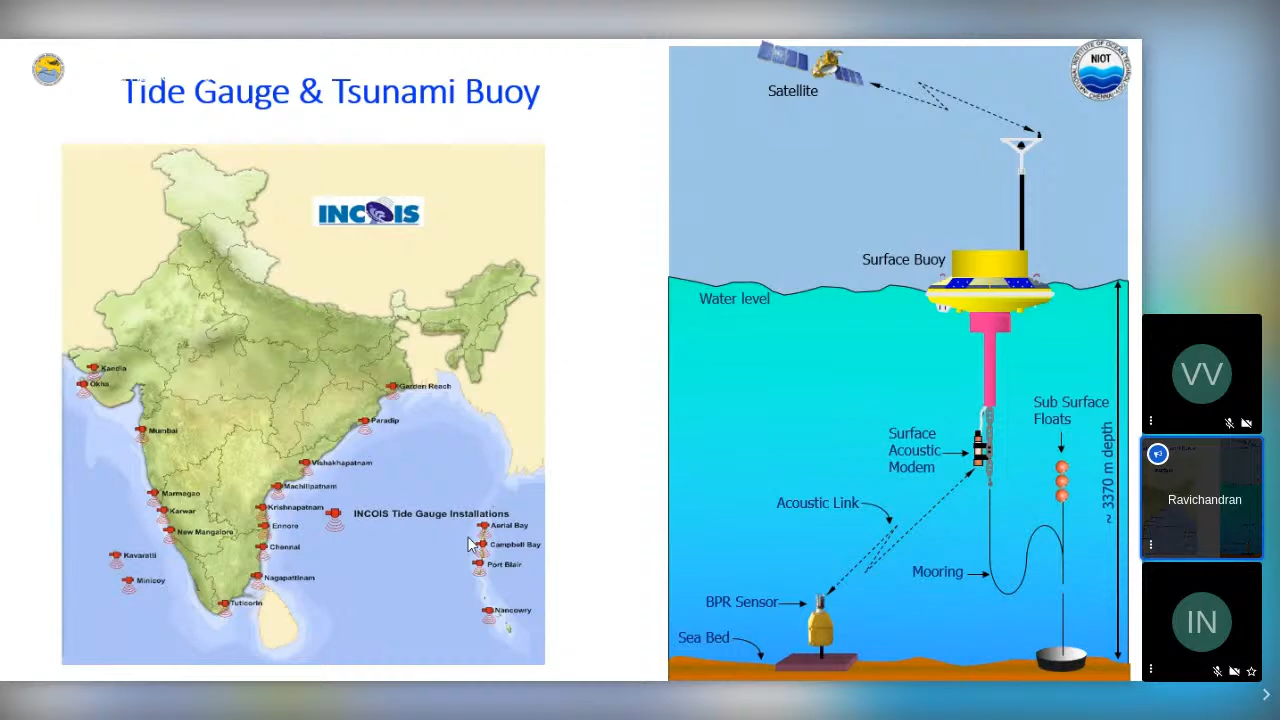 Tide Gauge & Tsunami Buoy
INCOIS
Kandla
Okha
Mumbai
Marmagao
Karwar
New Mangalore
Kavaratti
Minicoy
Garden Reach
Paradip
Vishakhapatnam
Machilipatnam
Krishnapatnam
Ennore
Chennai
Nagapattinam
Tuticorin
INCOIS Tide Gauge Installations
Aerial Bay
Campbell Bay
Port Blair
Nancowry
NIOT
Satellite
Surface Buoy
Water level
Sub Surface
Floats
Surface
Acoustic
Modem
Acoustic Link
Mooring
BPR Sensor
Sea Bed
~ 3370 m depth
VV
Ravichandran
IN